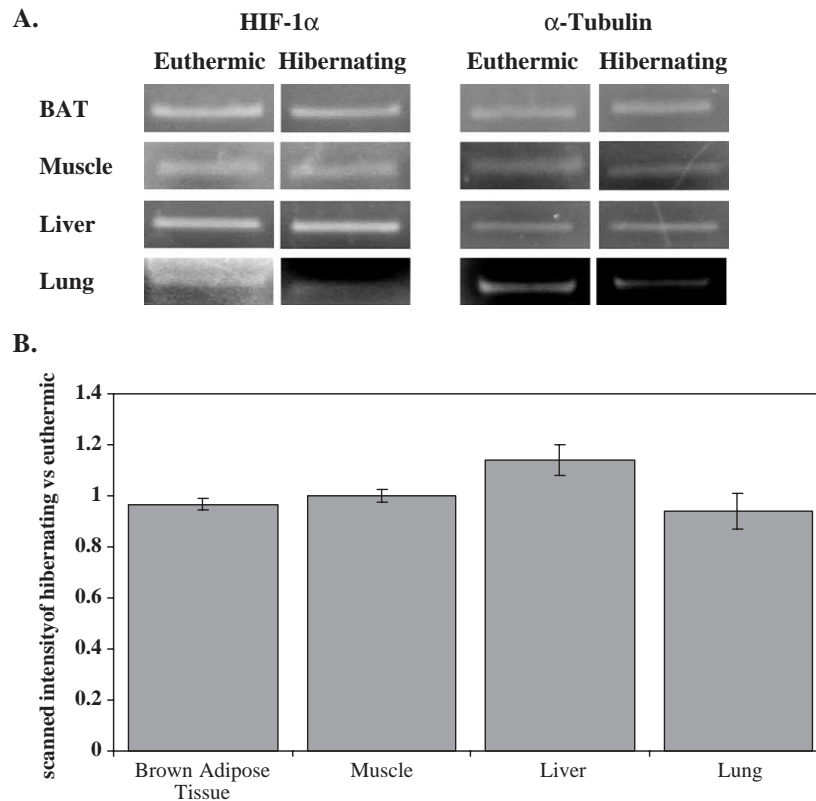 A.
HIF-1α α-Tubulin
Euthermic Hibernating Euthermic Hibernating
BAT
Muscle
Liver
Lung
B.
scanned intensityof hibernating vs euthermic
1.4
1.2
1
0.8
0.6
0.4
0.2
0
Brown Adipose Tissue Muscle Liver Lung